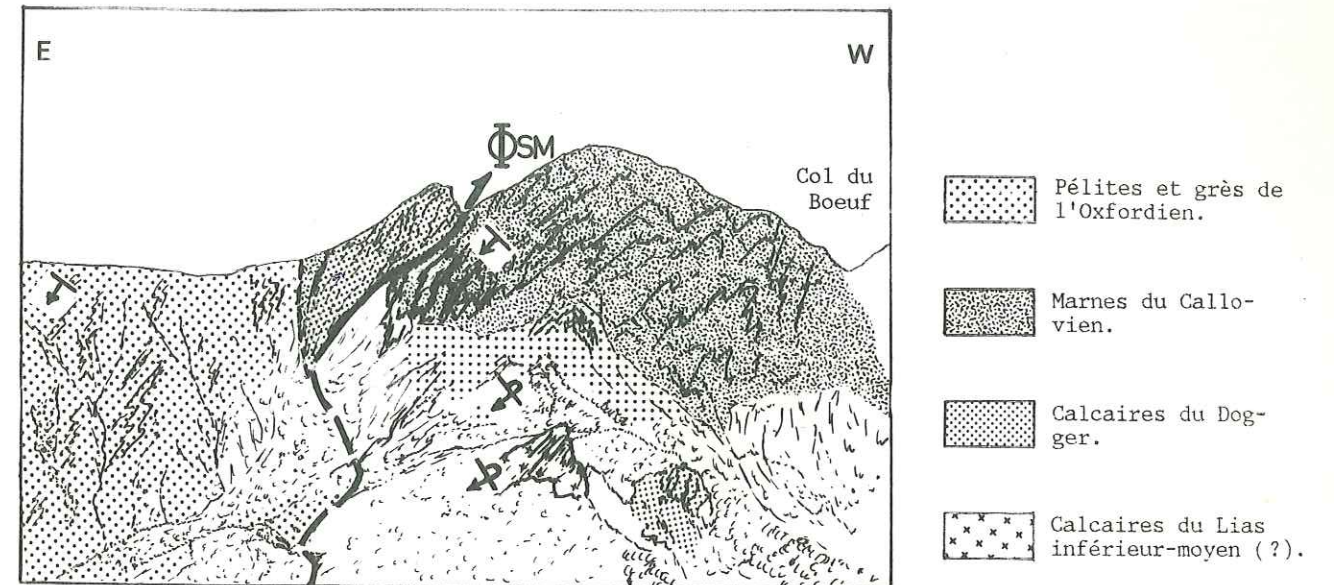 E
W
ΦSM
Col du
Boeuf
Pélites et grès de
l'Oxfordien.
Marnes du Callo-
vien.
Calcaires du Dog-
ger.
Calcaires du Lias
inférieur-moyen (?).